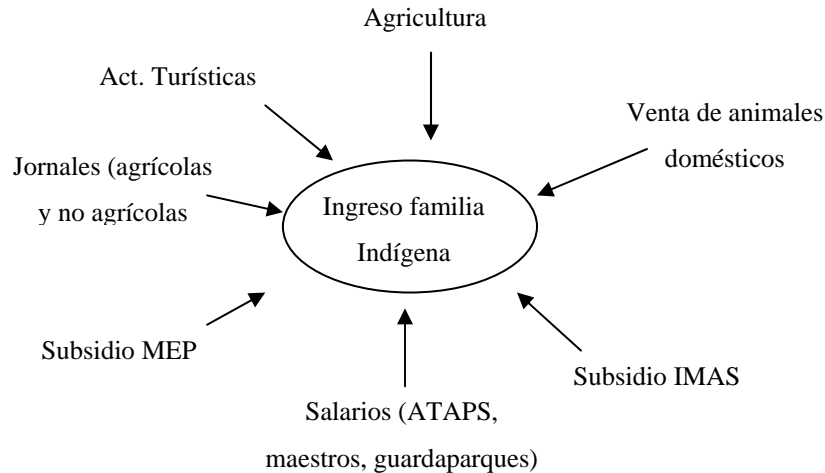 Agricultura
Act. Turísticas
Venta de animales
domésticos
Jornales (agrícolas
y no agrícolas
Ingreso familia
Indígena
Subsidio MEP
Subsidio IMAS
Salarios (ATAPS,
maestros, guardaparques)